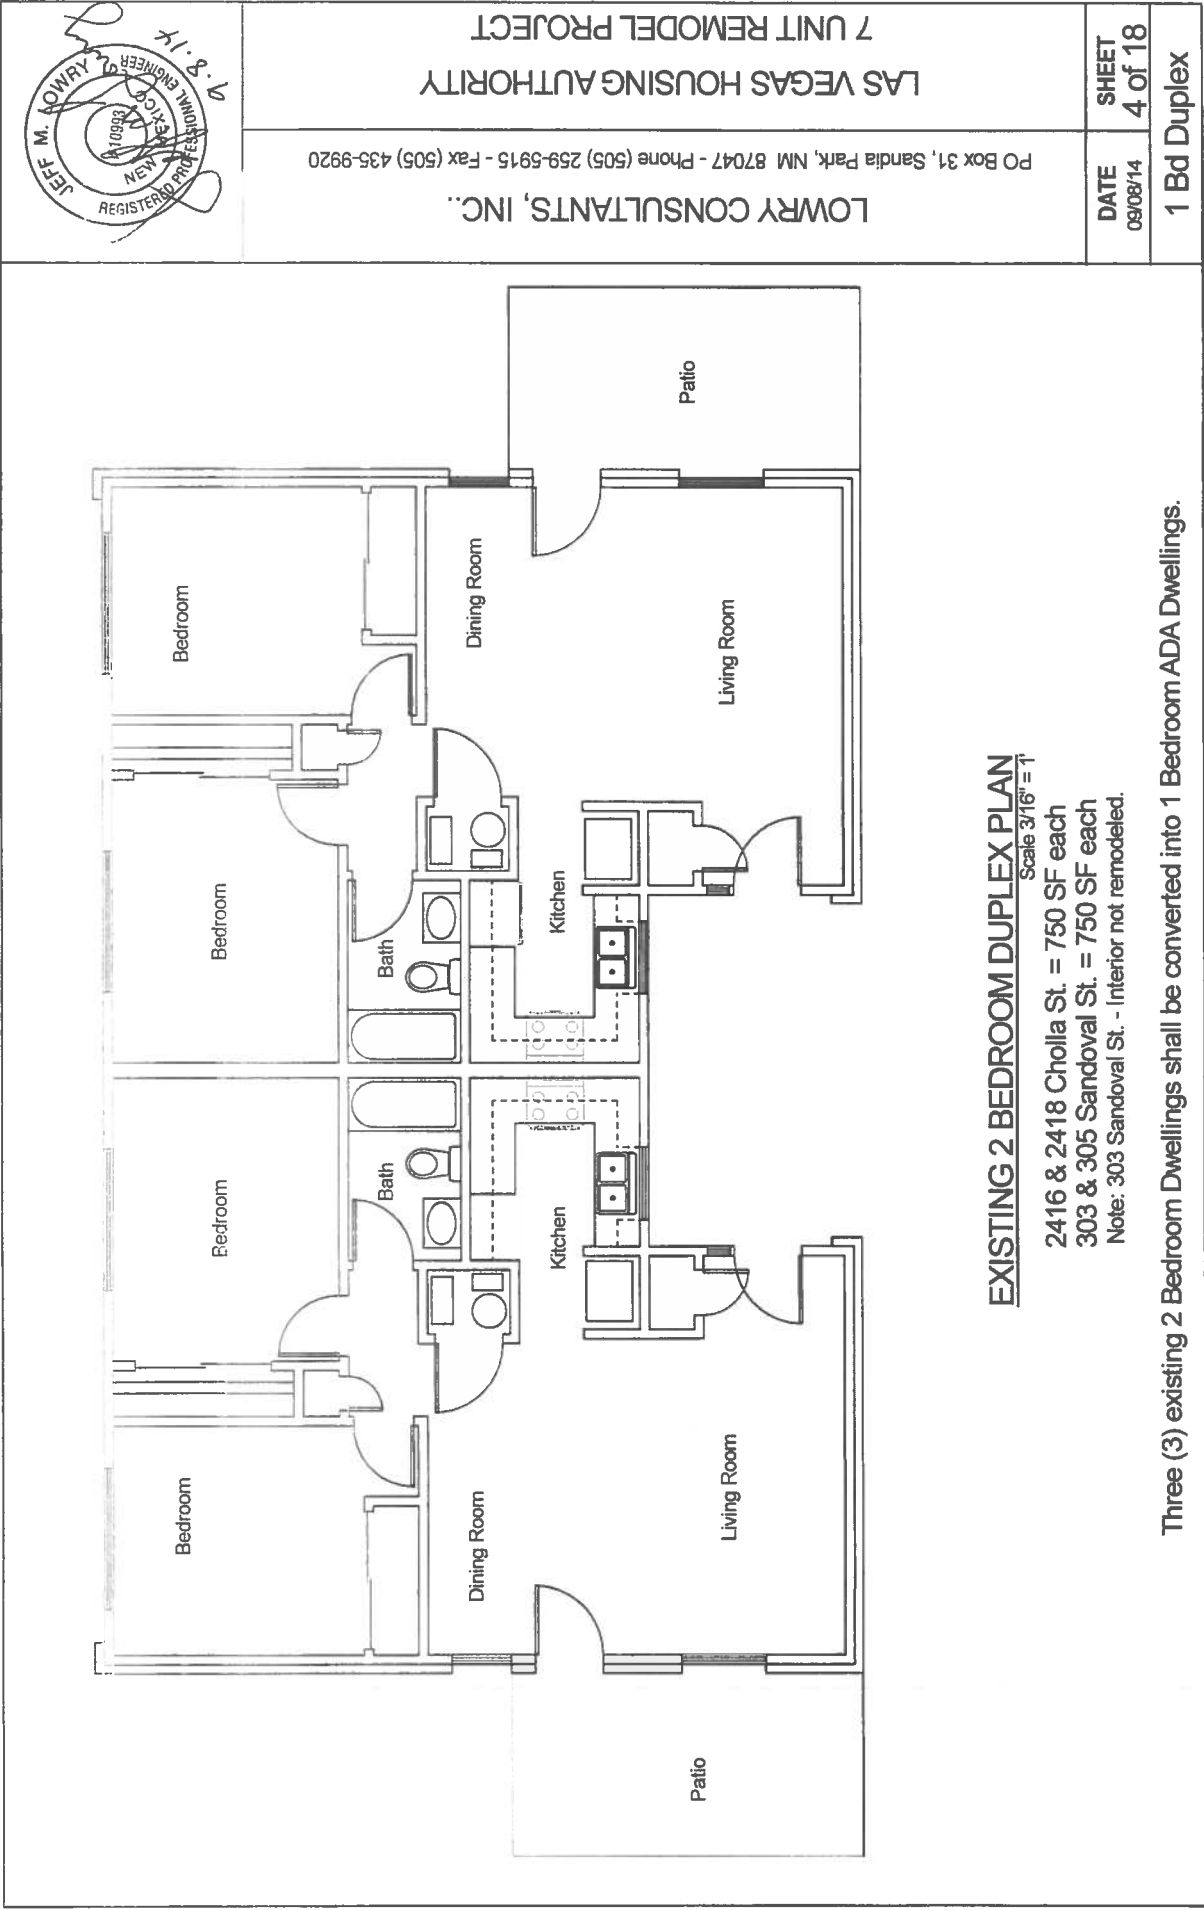 JEFF M. LOWRY
REGISTERED PROFESSIONAL ENGINEER
NEW MEXICO
10993
9.8.14
LAS VEGAS HOUSING AUTHORITY
7 UNIT REMODEL PROJECT
LOWRY CONSULTANTS, INC..
PO Box 31, Sandia Park, NM 87047 - Phone (505) 259-5915 - Fax (505) 435-9920
DATE
09/08/14
SHEET
4 of 18
1 Bd Duplex
Bedroom
Bedroom
Bedroom
Bedroom
Bath
Bath
Dining Room
Dining Room
Kitchen
Kitchen
Patio
Patio
Living Room
Living Room
EXISTING 2 BEDROOM DUPLEX PLAN
Scale 3/16" = 1'
2416 & 2418 Cholla St. = 750 SF each
303 & 305 Sandoval St. = 750 SF each
Note: 303 Sandoval St. - Interior not remodeled.
Three (3) existing 2 Bedroom Dwellings shall be converted into 1 Bedroom ADA Dwellings.